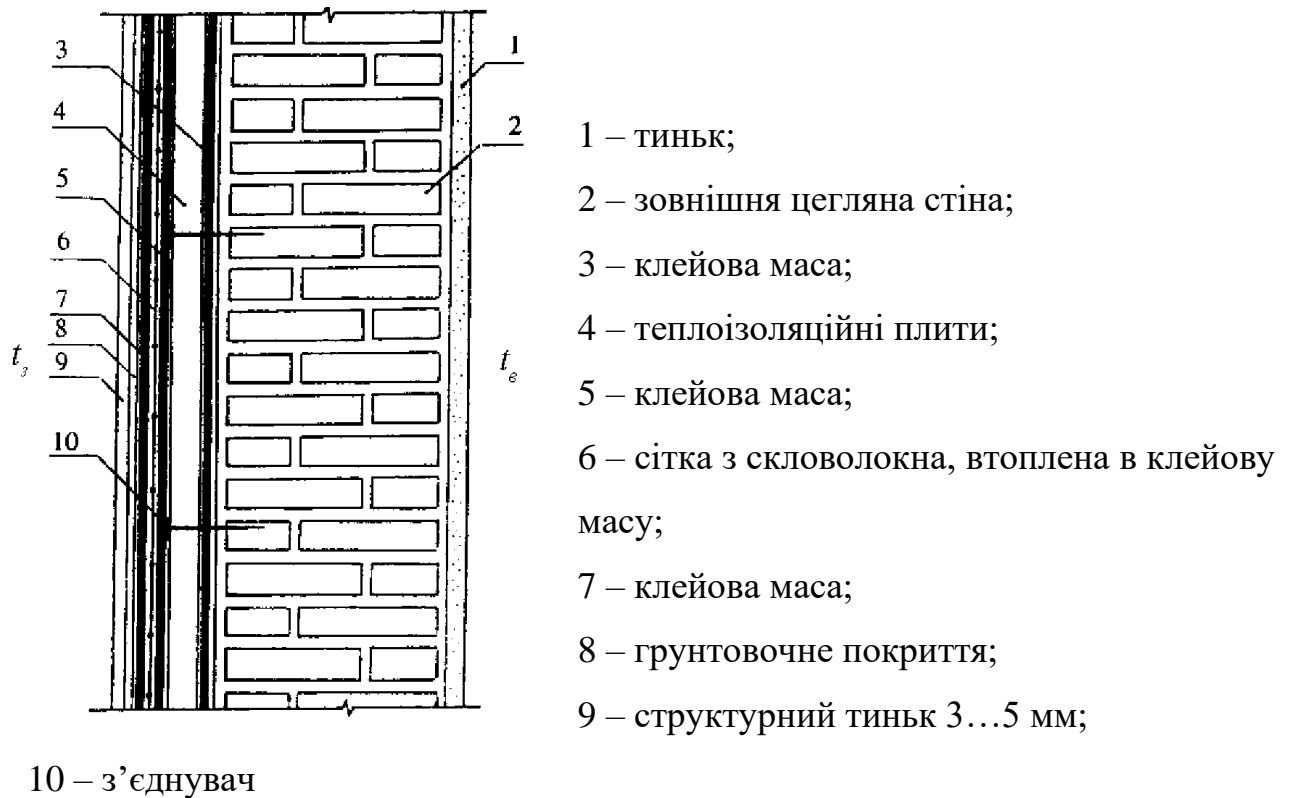 3
4
5
6
7
8
9
10
1
2
tз
tв
1 – тиньк;
2 – зовнішня цегляна стіна;
3 – клейова маса;
4 – теплоізоляційні плити;
5 – клейова маса;
6 – сітка з скловолокна, втоплена в клейову
масу;
7 – клейова маса;
8 – грунтовочне покриття;
9 – структурний тиньк 3…5 мм;
10 – з’єднувач